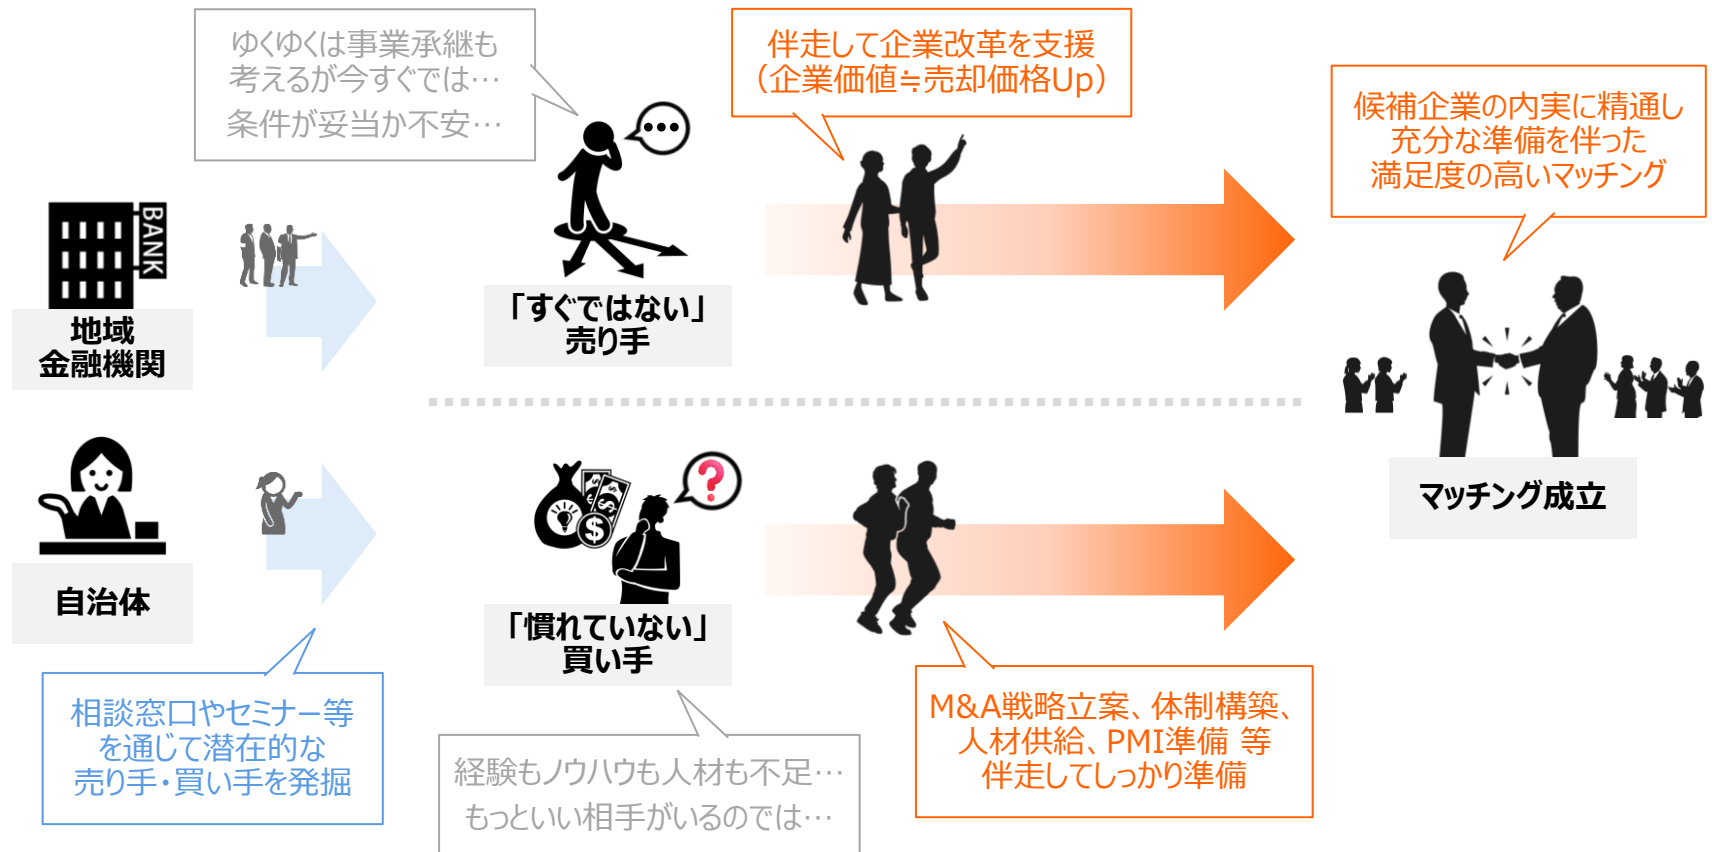 ゆくゆくは事業承継も
考えるが今すぐでは…
条件が妥当か不安…
伴走して企業改革を支援
（企業価値≒売却価格Up）
候補企業の内実に精通し
充分な準備を伴った
満足度の高いマッチング
BANK
地域
金融機関
「すぐではない」
売り手
自治体
「慣れていない」
買い手
マッチング成立
相談窓口やセミナー等
を通じて潜在的な
売り手・買い手を発掘
経験もノウハウも人材も不足…
もっといい相手がいるのでは…
M&A戦略立案、体制構築、
人材供給、PMI準備 等
伴走してしっかり準備